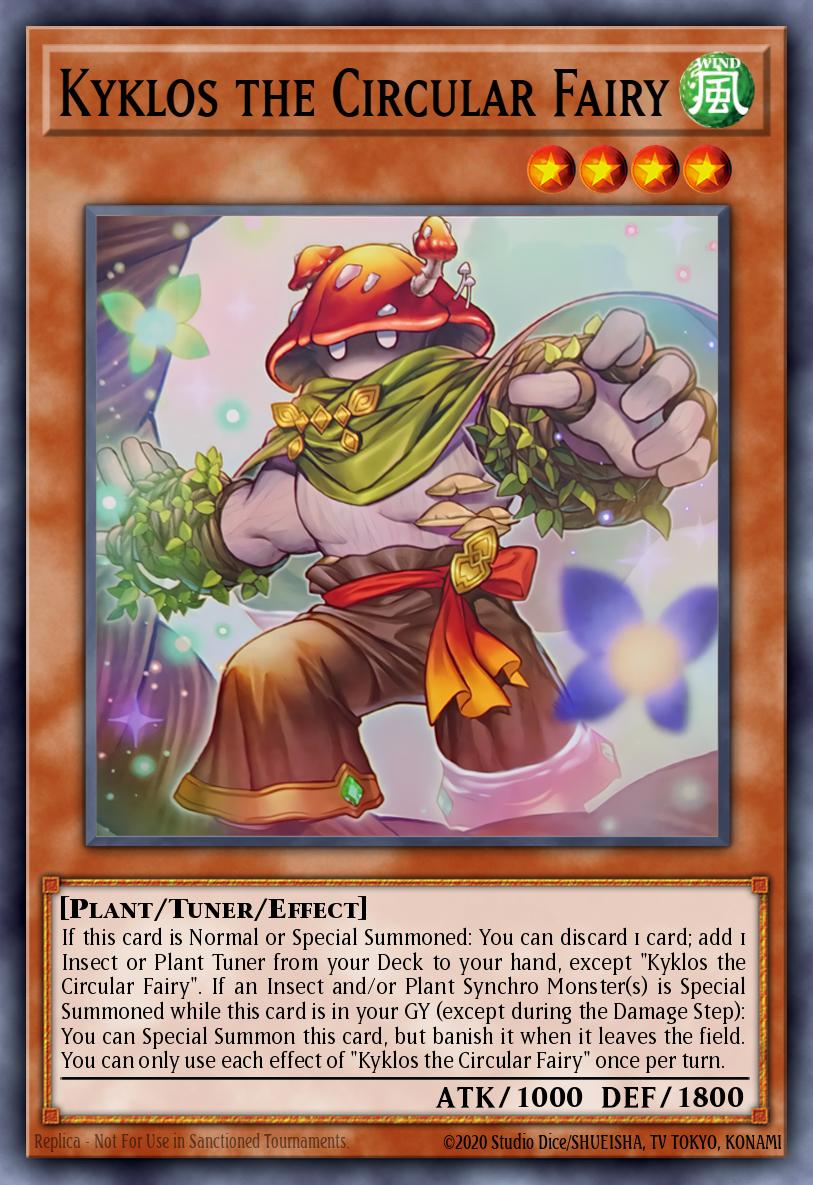 Kyklos the Circular Fairy
WIND
風
[Plant/Tuner/Effect]
If this card is Normal or Special Summoned: You can discard 1 card; add 1
Insect or Plant Tuner from your Deck to your hand, except "Kyklos the
Circular Fairy". If an Insect and/or Plant Synchro Monster(s) is Special
Summoned while this card is in your GY (except during the Damage Step):
You can Special Summon this card, but banish it when it leaves the field.
You can only use each effect of "Kyklos the Circular Fairy" once per turn.
ATK/1000 DEF/1800
Replica - Not For Use in Sanctioned Tournaments.
©2020 Studio Dice/SHUEISHA, TV TOKYO, KONAMI